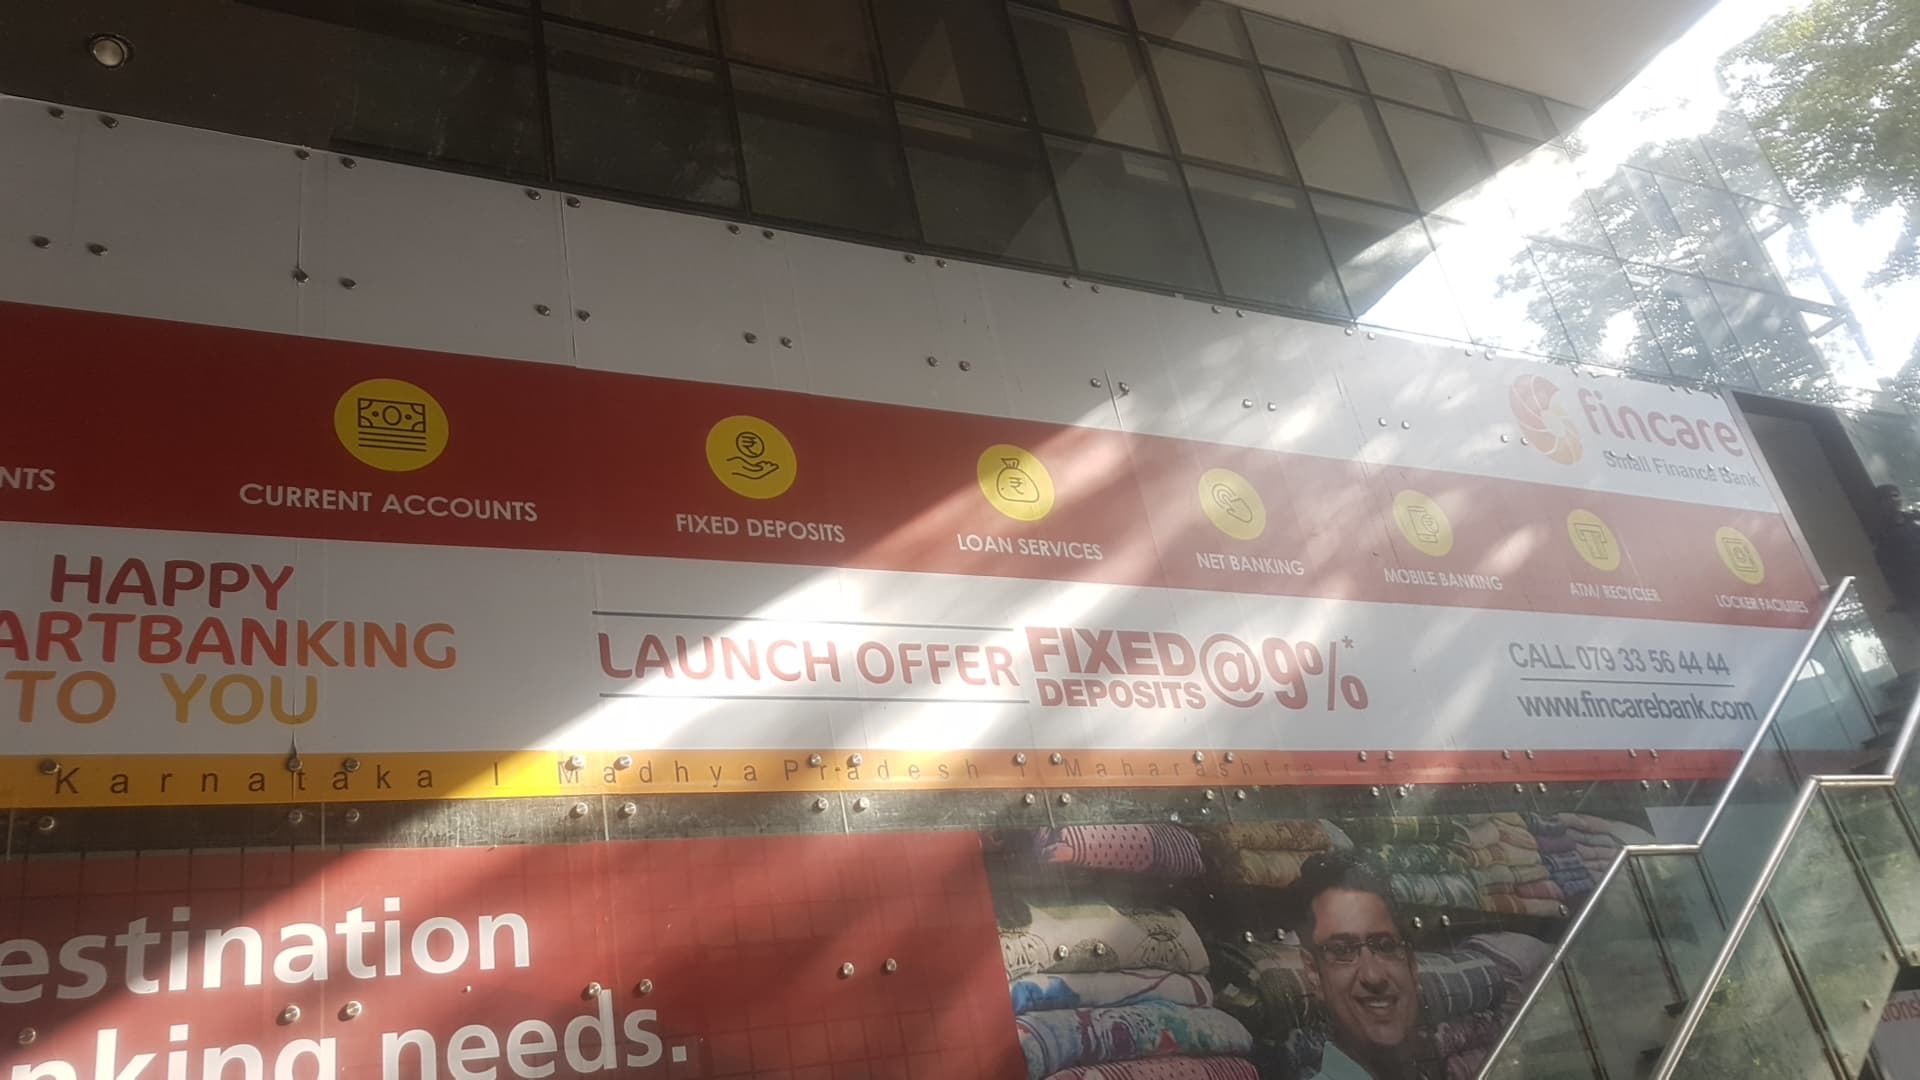 fincare
Small Finance Bank
NTS
CURRENT ACCOUNTS
FIXED DEPOSITS
LOAN SERVICES
NET BANKING
MOBILE BANKING
ATM/ RECYCLER
LOCKER FACILITIES
HAPPY
ARTBANKING
TO YOU
LAUNCH OFFER FIXED DEPOSITS @9%*
CALL 079 33 56 44 44
www.fincarebank.com
Karnataka | Madhya Pradesh | Maharashtra
estination
nking needs.